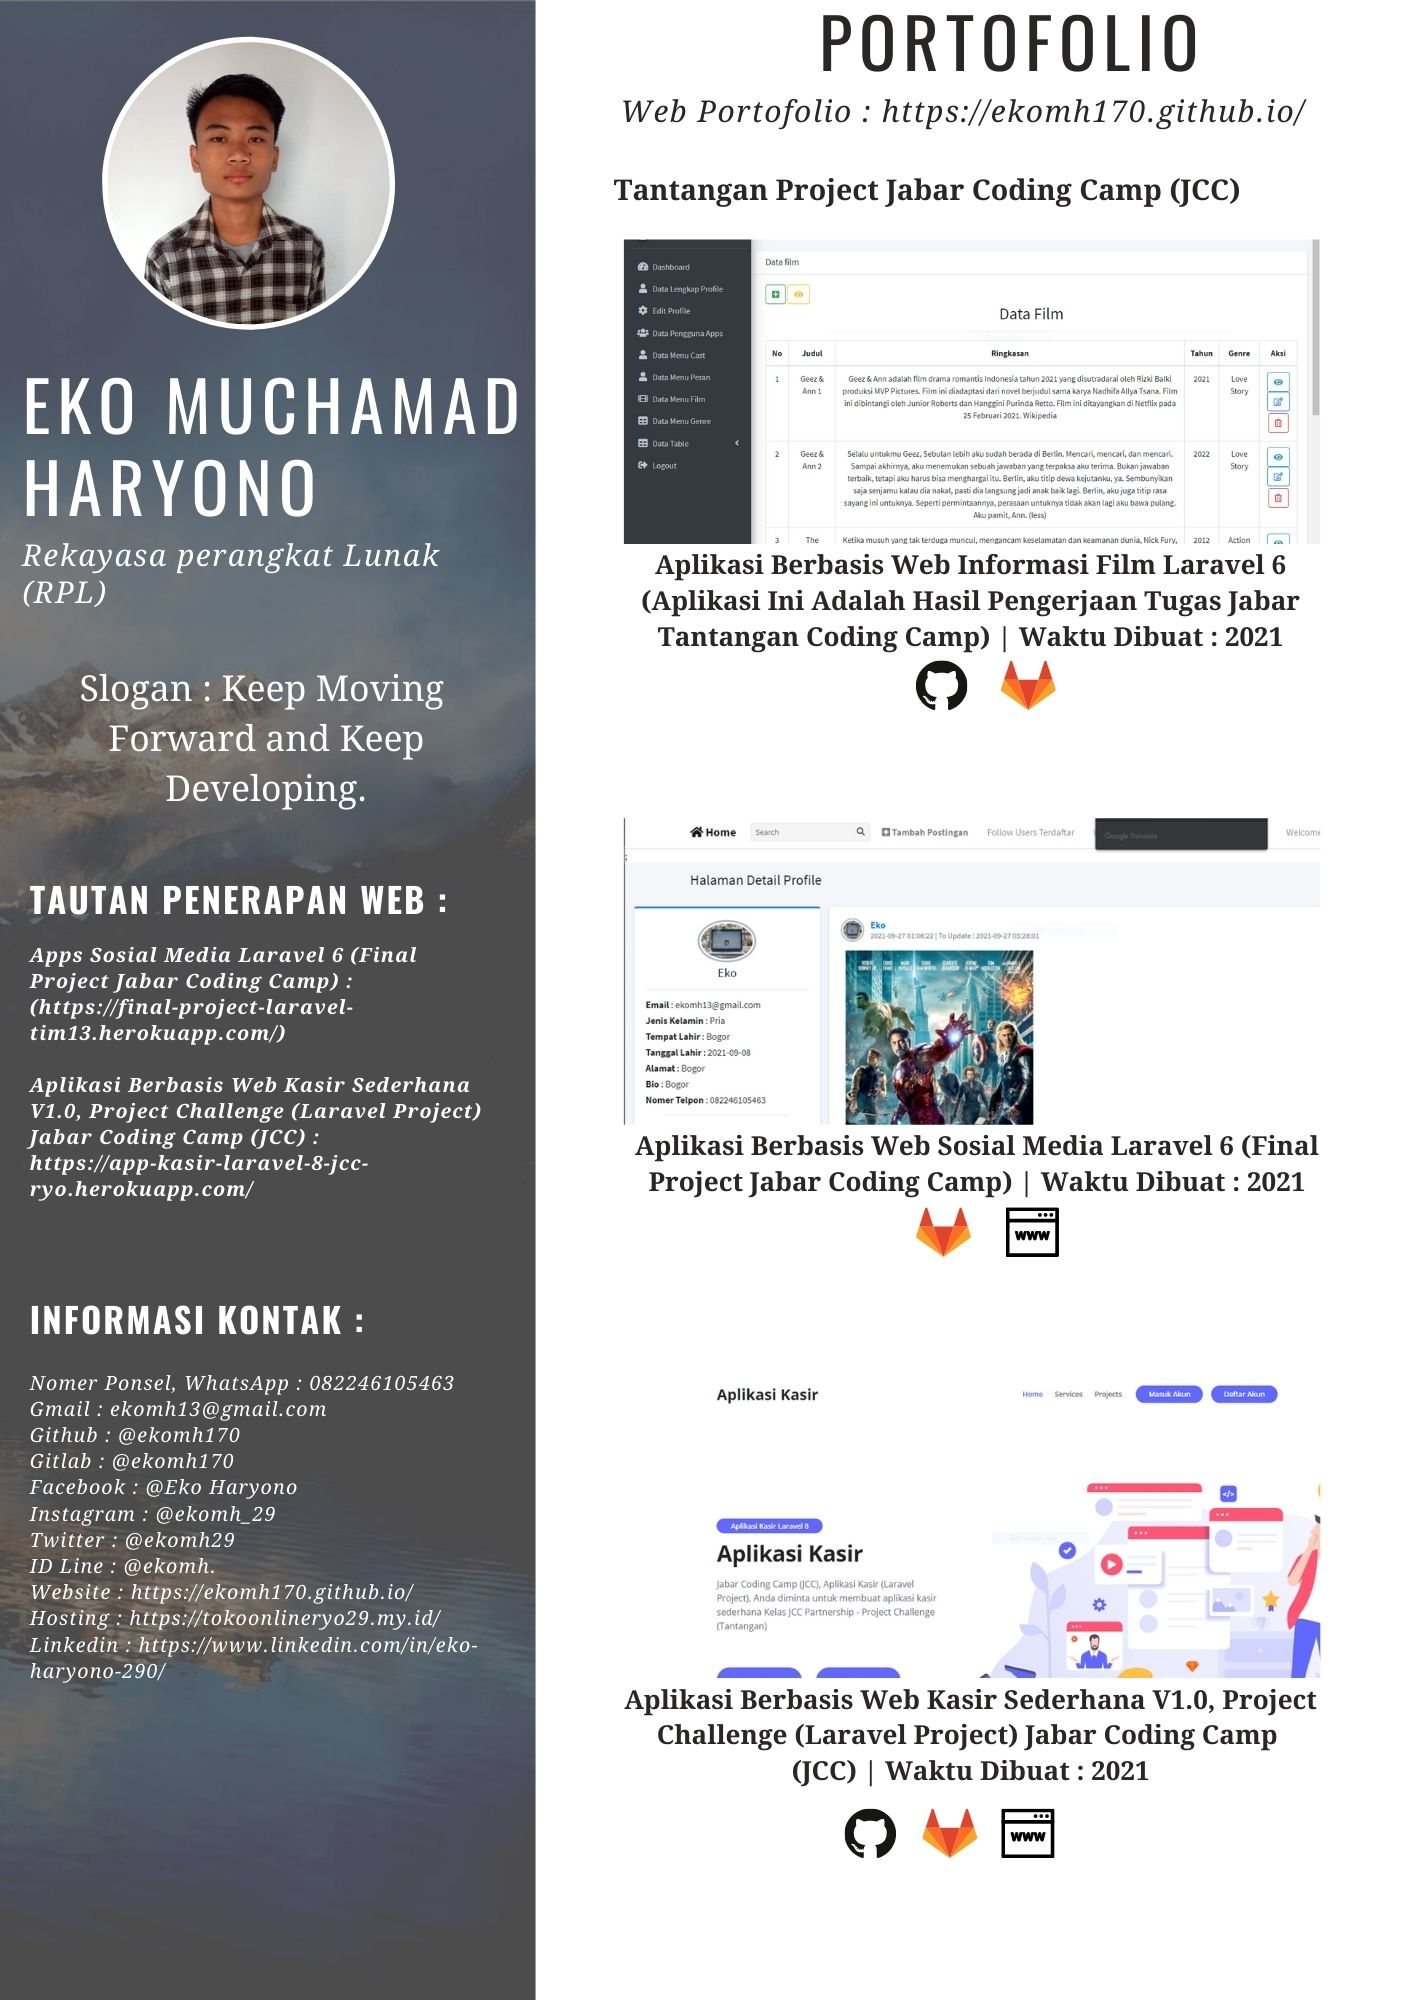 EKO MUCHAMAD
HARYONO
Rekayasa perangkat Lunak
(RPL)
Slogan : Keep Moving
Forward and Keep
Developing.
TAUTAN PENERAPAN WEB :
Apps Sosial Media Laravel 6 (Final
Project Jabar Coding Camp) :
(https://final-project-laravel-
tim13.herokuapp.com/)
Aplikasi Berbasis Web Kasir Sederhana
V1.0, Project Challenge (Laravel Project)
Jabar Coding Camp (JCC) :
https://app-kasir-laravel-8-jcc-
ryo.herokuapp.com/
INFORMASI KONTAK :
Nomer Ponsel, WhatsApp : 082246105463
Gmail : ekomh13@gmail.com
Github : @ekomh170
Gitlab : @ekomh170
Facebook : @Eko Haryono
Instagram : @ekomh_29
Twitter : @ekomh29
ID Line : @ekomh.
Website : https://ekomh170.github.io/
Hosting : https://tokoonlineryo29.my.id/
Linkedin : https://www.linkedin.com/in/eko-
haryono-290/
PORTOFOLIO
Web Portofolio : https://ekomh170.github.io/
Tantangan Project Jabar Coding Camp (JCC)
Dashboard
Data Lengkap Profile
Edit Profile
Data Pengguna Apps
Data Menu Cast
Data Menu Peran
Data Menu Film
Data Menu Genre
Data Table
Logout
Data film
Data Film
No Judul Ringkasan Tahun Genre Aksi
1 Geez & Ann 1 Geez & Ann adalah film drama romantis Indonesia tahun 2021 yang disutradarai oleh Rizki Balki 2021 Love Story
produksi MVP Pictures. Film ini diadaptasi dari novel berjudul sama karya Nadhifa Allya Tsana. Film
ini dibintangi oleh Junior Roberts dan Hanggini Purinda Retto. Film ini ditayangkan di Netflix pada
25 Februari 2021. Wikipedia
2 Geez & Ann 2 Selalu untukmu Geez, Sebulan lebih aku sudah berada di Berlin. Mencari, mencari, dan mencari. 2022 Love Story
Sampai akhirnya, aku menemukan sebuah jawaban yang terpaksa aku terima. Bukan jawaban
terbaik, tetapi aku harus bisa menghargai itu. Berlin, aku titip dewa kejutanku, ya. Sembunyikan
saja senjamu kalau dia nakal, pasti dia langsung jadi anak baik lagi. Berlin, aku juga titip rasa
sayang ini untuknya. Seperti permintaannya, perasaan untuknya tidak akan lagi aku bawa pulang.
Aku pamit, Ann. (less)
3 The Ketika musuh yang tak terduga muncul, mengancam keselamatan dan keamanan dunia, Nick Fury, 2012 Action
Aplikasi Berbasis Web Informasi Film Laravel 6
(Aplikasi Ini Adalah Hasil Pengerjaan Tugas Jabar
Tantangan Coding Camp) | Waktu Dibuat : 2021
Home Search Tambah Postingan Follow Users Terdaftar Google Translate Welcome
Halaman Detail Profile
Eko
Email : ekomh13@gmail.com
Jenis Kelamin : Pria
Tempat Lahir : Bogor
Tanggal Lahir : 2021-09-08
Alamat : Bogor
Bio : Bogor
Nomer Telpon : 082246105463
Eko
2021-09-27 01:06:22 | To Update : 2021-09-27 03:28:01
Aplikasi Berbasis Web Sosial Media Laravel 6 (Final
Project Jabar Coding Camp) | Waktu Dibuat : 2021
WWW
Aplikasi Kasir Home Services Projects Masuk Akun Daftar Akun
Aplikasi Kasir Laravel 8
Aplikasi Kasir
Jabar Coding Camp (JCC), Aplikasi Kasir (Laravel
Project), Anda diminta untuk membuat aplikasi kasir
sederhana Kelas JCC Partnership - Project Challenge
(Tantangan)
Aplikasi Berbasis Web Kasir Sederhana V1.0, Project
Challenge (Laravel Project) Jabar Coding Camp
(JCC) | Waktu Dibuat : 2021
WWW